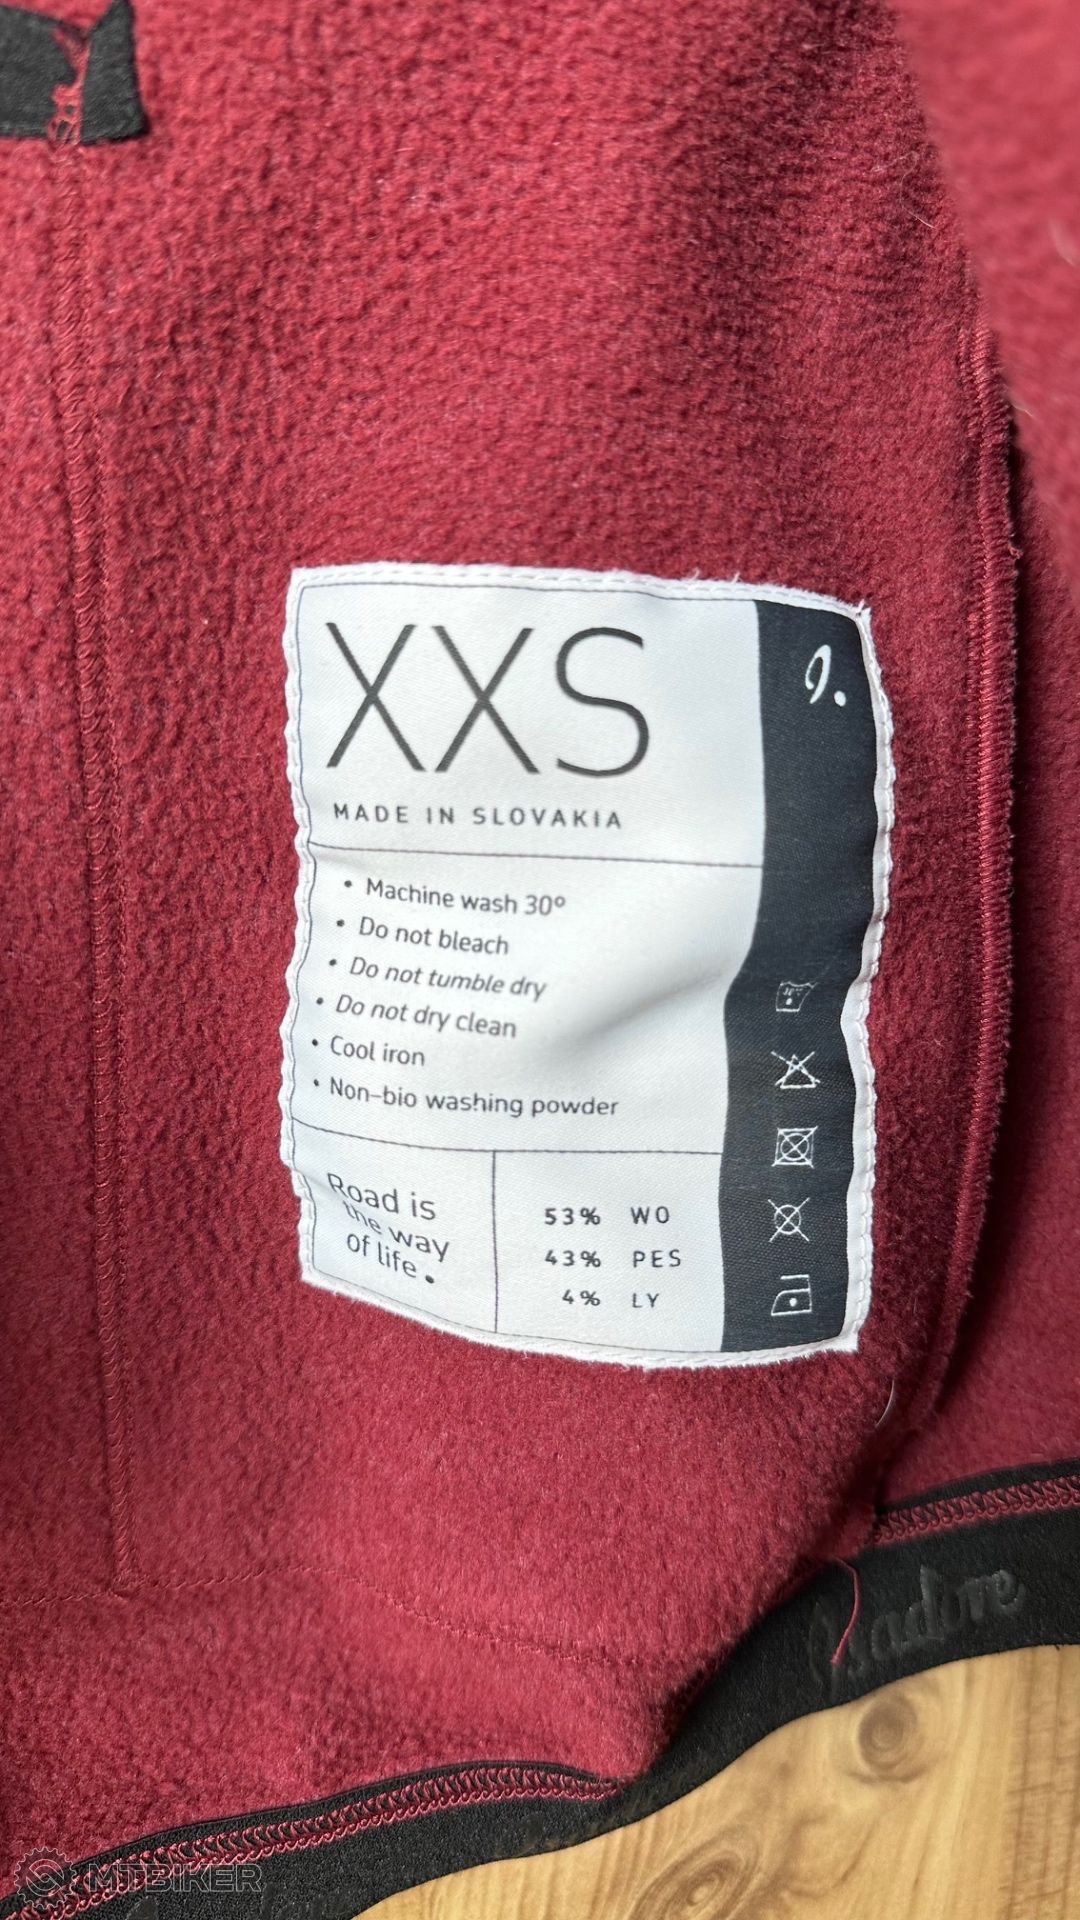 XXS
MADE IN SLOVAKIA
• Machine wash 30°
• Do not bleach
• Do not tumble dry
• Do not dry clean
• Cool iron
• Non-bio washing powder
Road is
the way
of life.
53% WO
43% PES
4% LY
Isadore
MTBIKER